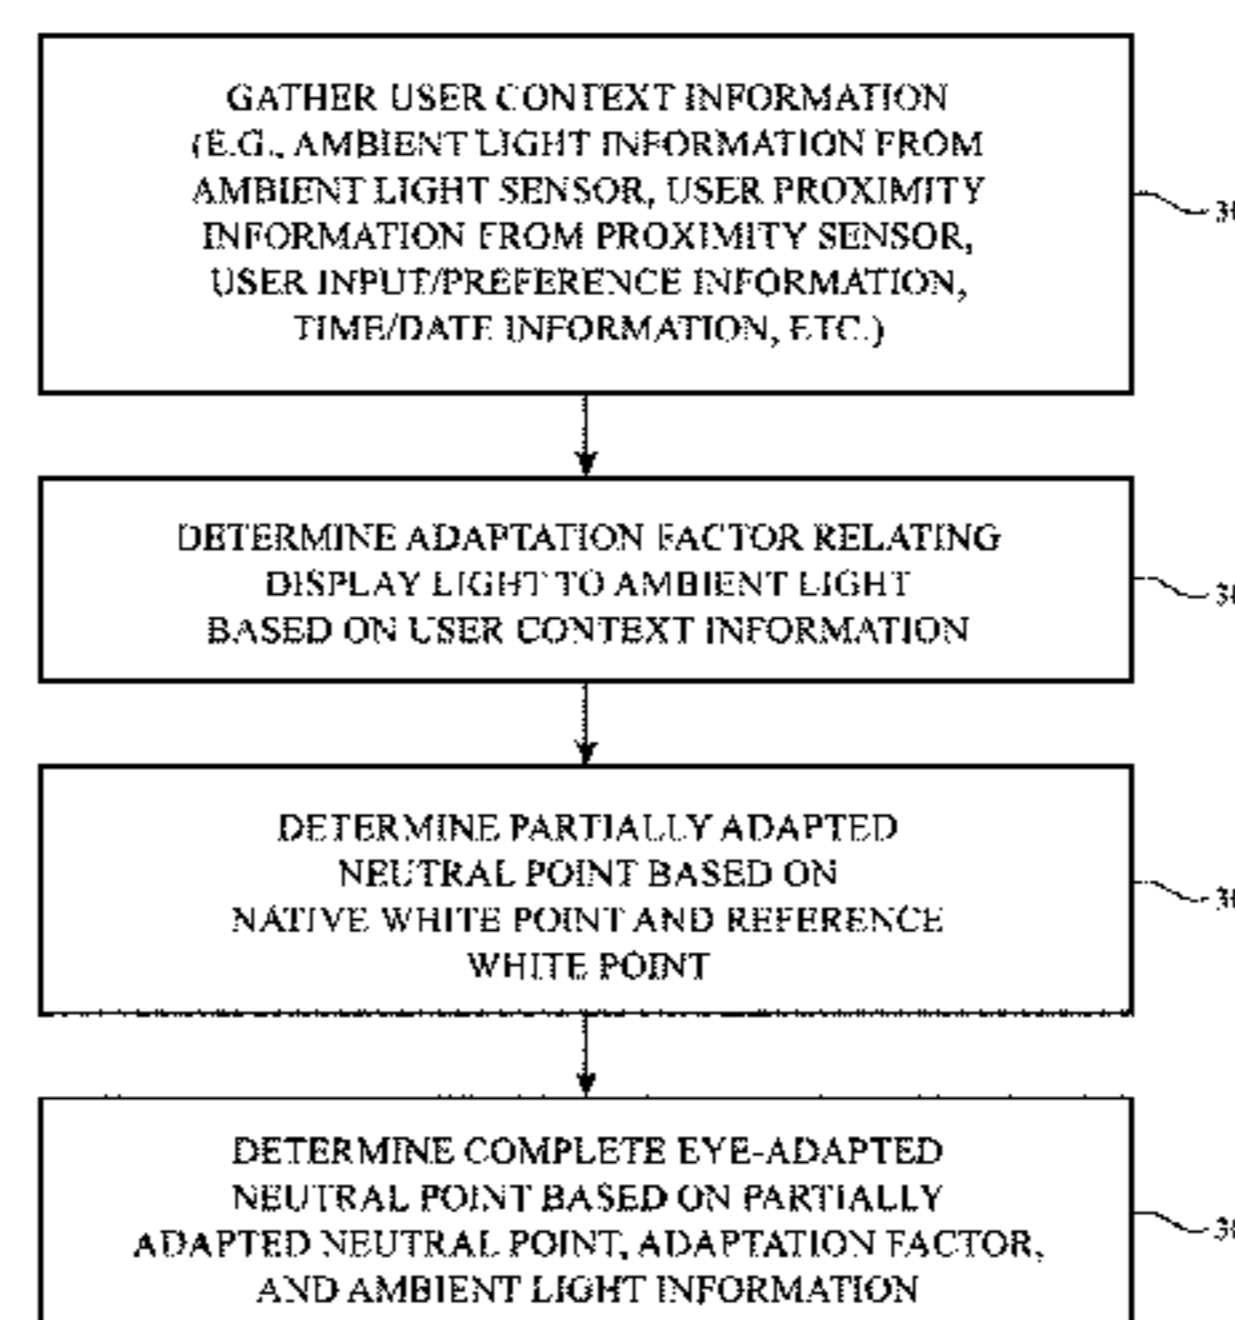 GATHER USER CONTEXT INFORMATION
(E.G., AMBIENT LIGHT INFORMATION FROM
AMBIENT LIGHT SENSOR, USER PROXIMITY
INFORMATION FROM PROXIMITY SENSOR,
USER INPUT/PREFERENCE INFORMATION,
TIME/DATE INFORMATION, ETC.)
DETERMINE ADAPTATION FACTOR RELATING
DISPLAY LIGHT TO AMBIENT LIGHT
BASED ON USER CONTEXT INFORMATION
DETERMINE PARTIALLY ADAPTED
NEUTRAL POINT BASED ON
NATIVE WHITE POINT AND REFERENCE
WHITE POINT
DETERMINE COMPLETE EYE-ADAPTED
NEUTRAL POINT BASED ON PARTIALLY
ADAPTED NEUTRAL POINT, ADAPTATION FACTOR,
AND AMBIENT LIGHT INFORMATION